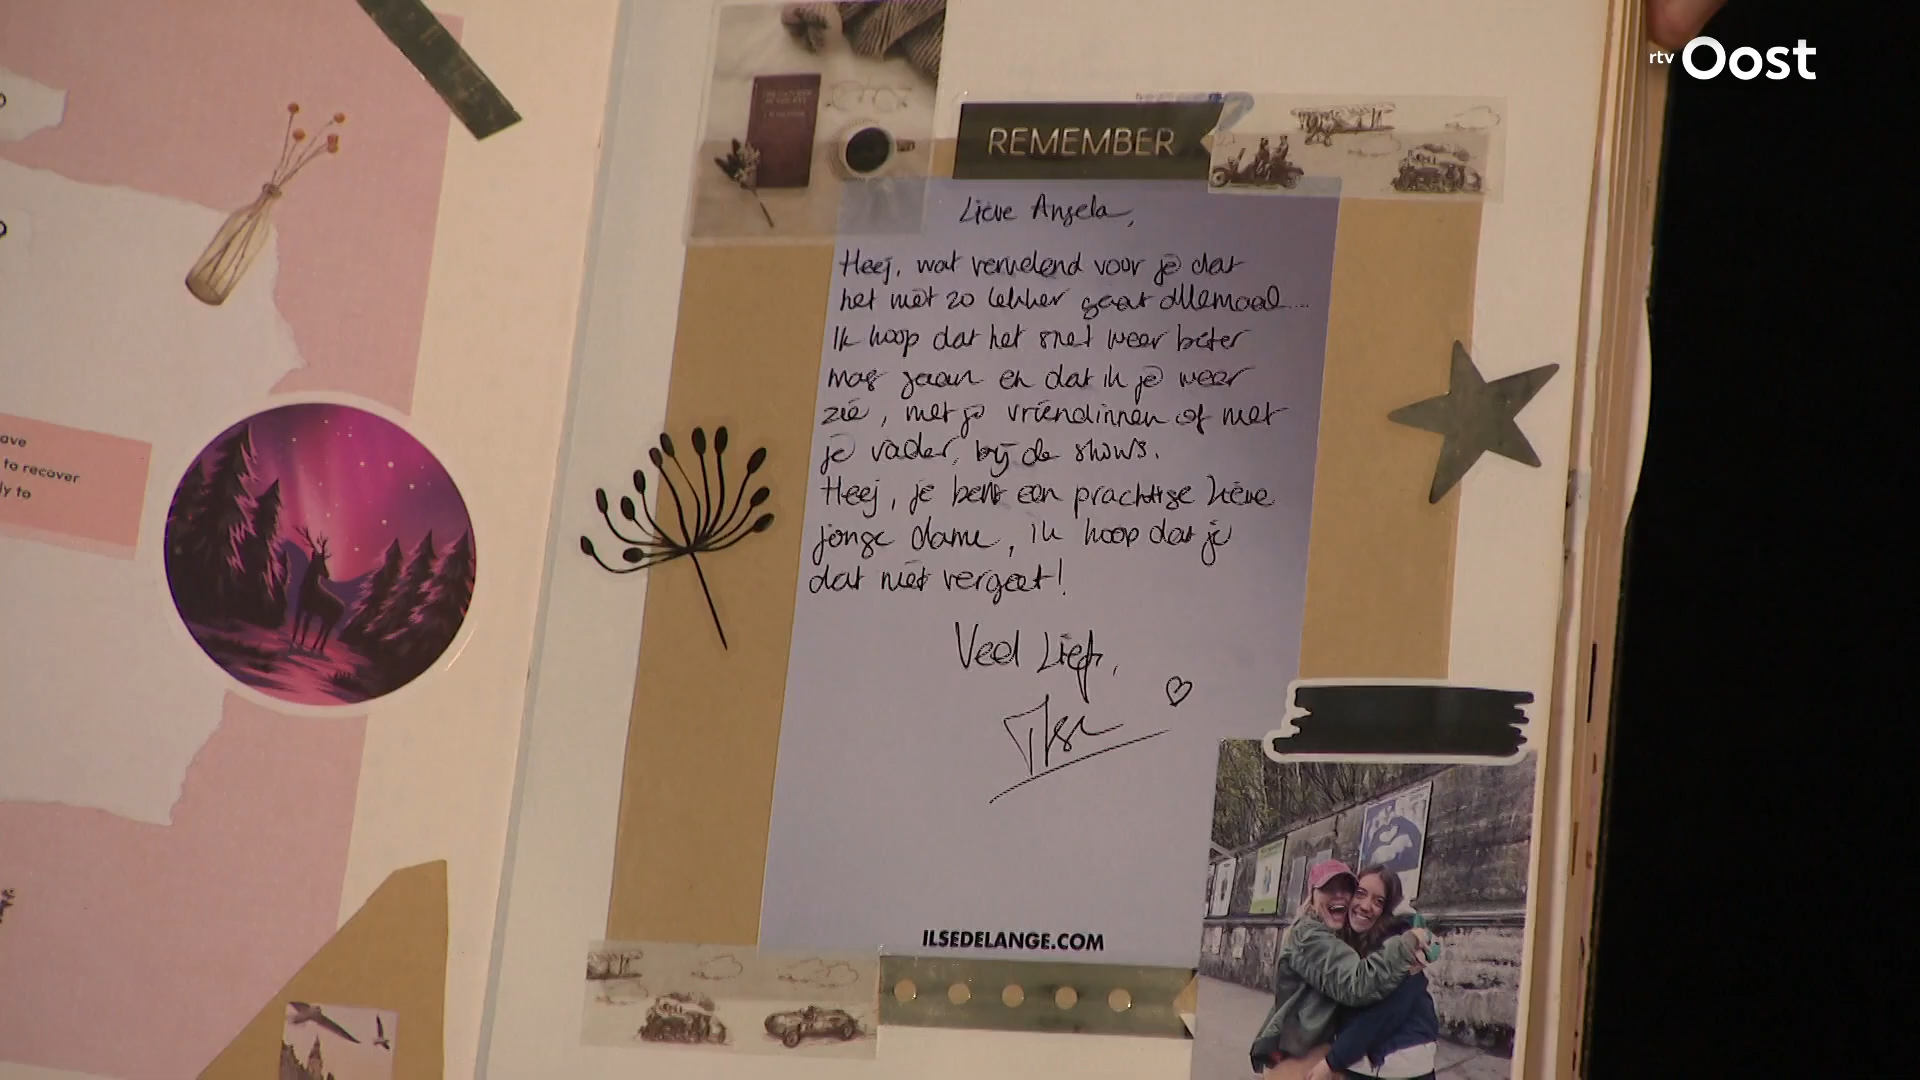 rtv Oost
REMEMBER
Lieve Angela,
Heej, wat vervelend voor je dat
het niet zo lekker gaat allemaal....
Ik hoop dat het snel weer beter
mag gaan en dat ik je weer
zie, met je vriendinnen of met
je vader, bij de shows.
Heej, je bent een prachtige lieve
jonge dame, ik hoop dat je
dat niet vergeet!
Veel Liefs,
Ilse
ILSEDELANGE.COM
ave
to recover
ly to